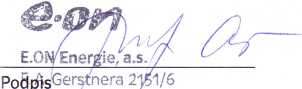 e·on
E.ON Energie, a.s.
F.A. Gerstnera 2151/6
Podpis